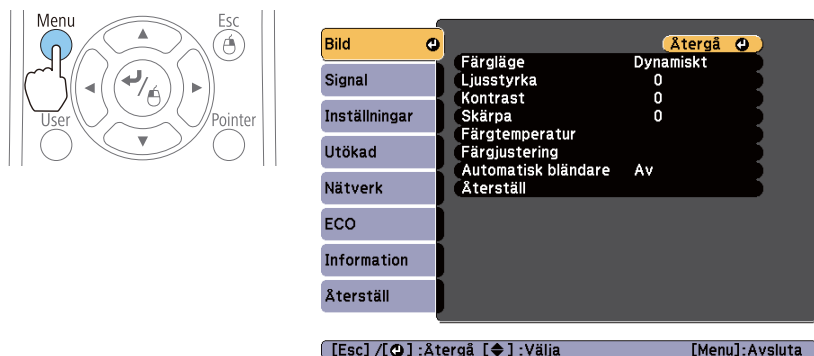 Menu Esc
User Pointer
Bild
Signal
Inställningar
Utökad
Nätverk
ECO
Information
Återställ
Återgå
Färgläge Dynamiskt
Ljusstyrka 0
Kontrast 0
Skärpa 0
Färgtemperatur
Färgjustering
Automatisk bländare Av
Återställ
[Esc] /[ ] :Återgå [ ] :Välja [Menu]:Avsluta